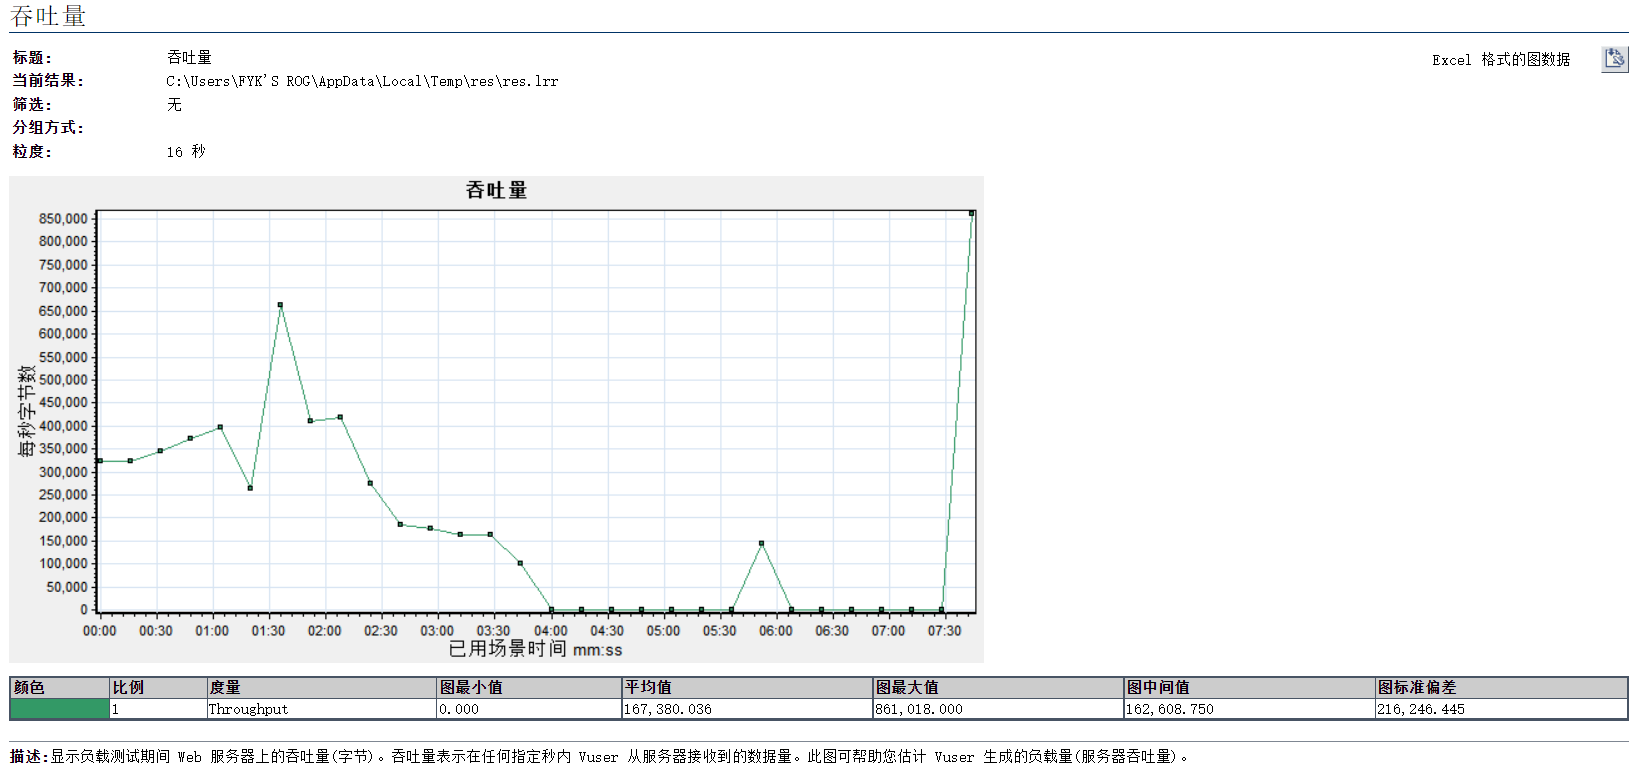 吞吐量
标题: 吞吐量 Excel 格式的图数据
当前结果: C:\Users\FYK'S ROG\AppData\Local\Temp\res\res.lrr
筛选: 无
分组方式:
粒度: 16 秒
吞吐量
850,000
800,000
750,000
700,000
650,000
600,000
550,000
500,000
450,000
400,000
350,000
300,000
250,000
200,000
150,000
100,000
50,000
0
每秒字节数
00:00 00:30 01:00 01:30 02:00 02:30 03:00 03:30 04:00 04:30 05:00 05:30 06:00 06:30 07:00 07:30
已用场景时间 mm:ss
颜色 比例 度量 图最小值 平均值 图最大值 图中间值 图标准偏差
1 Throughput 0.000 167,380.036 861,018.000 162,608.750 216,246.445
描述:显示负载测试期间 Web 服务器上的吞吐量(字节)。吞吐量表示在任何指定秒内 Vuser 从服务器接收到的数据量。此图可帮助您估计 Vuser 生成的负载量(服务器吞吐量)。